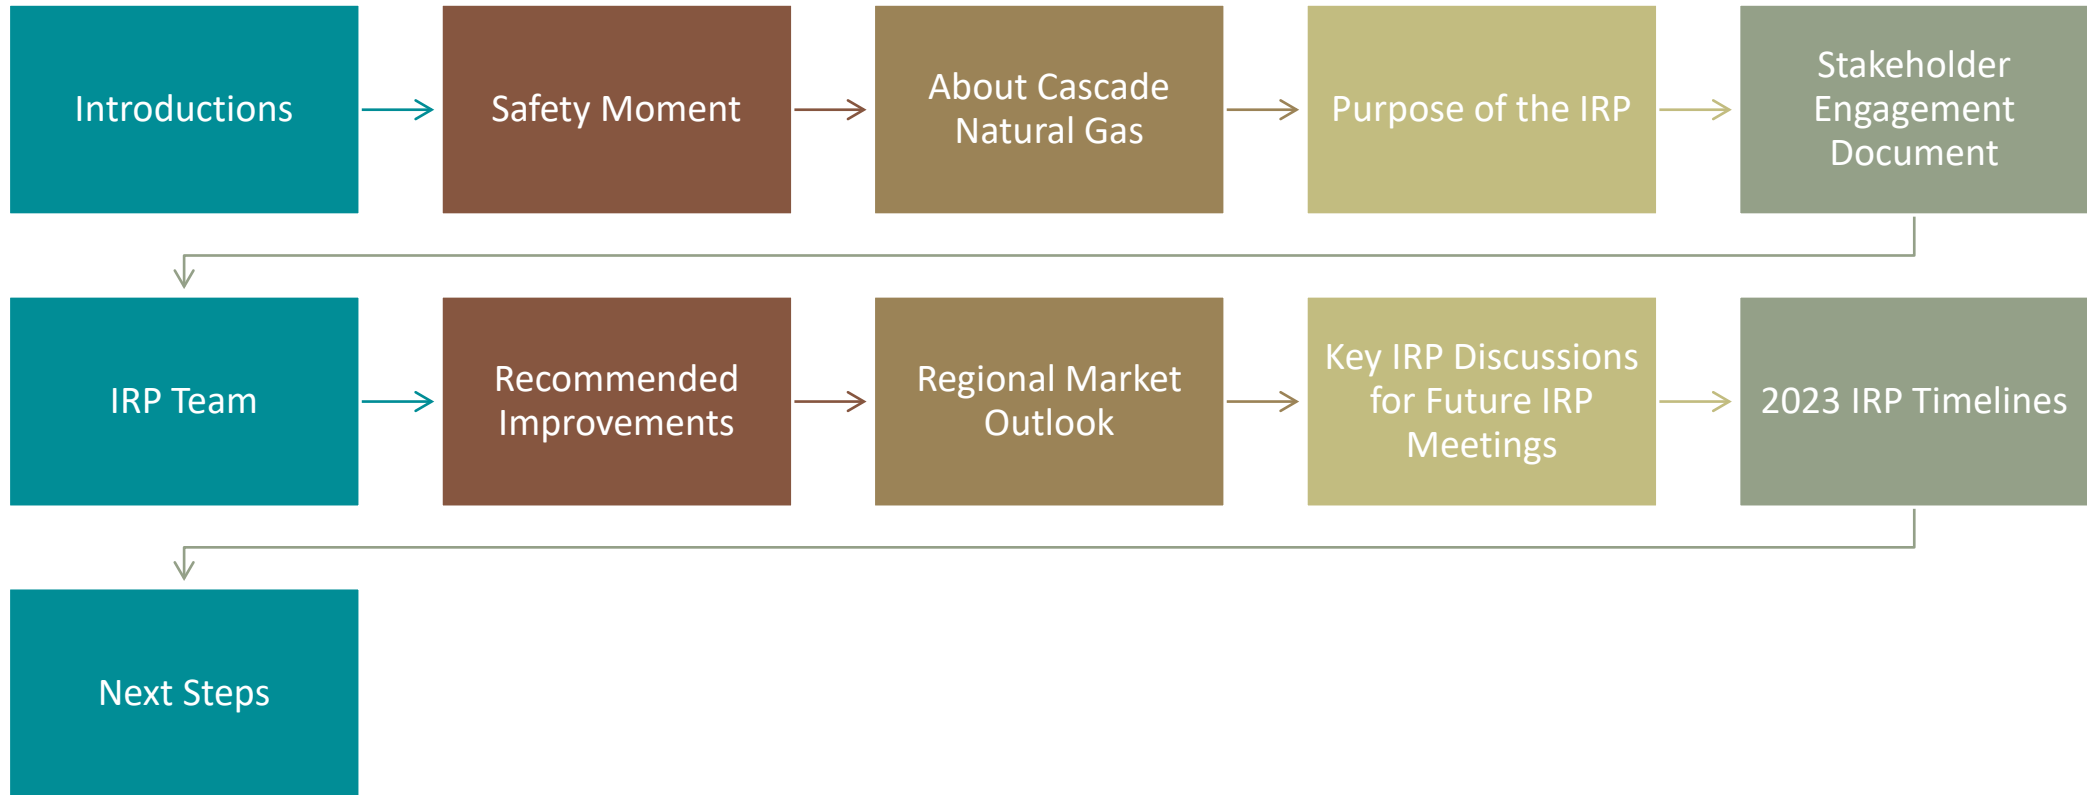 Introductions
Safety Moment
About Cascade
Natural Gas
Purpose of the IRP
Stakeholder
Engagement
Document
IRP Team
Recommended
Improvements
Regional Market
Outlook
Key IRP Discussions
for Future IRP
Meetings
2023 IRP Timelines
Next Steps